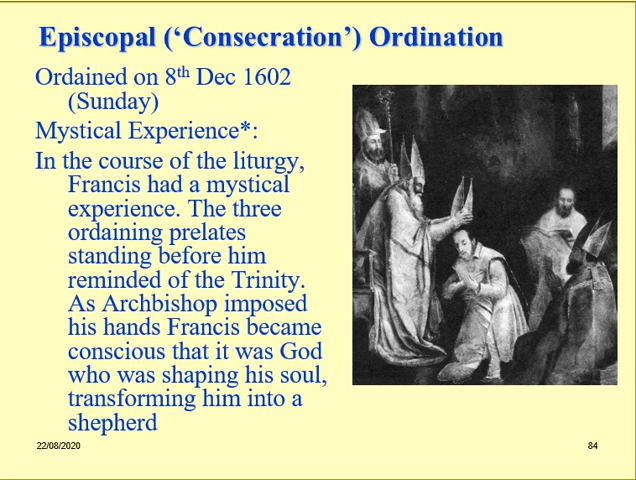 Episcopal (‘Consecration’) Ordination
Ordained on 8th Dec 1602
(Sunday)
Mystical Experience*:
In the course of the liturgy,
Francis had a mystical
experience. The three
ordaining prelates
standing before him
reminded of the Trinity.
As Archbishop imposed
his hands Francis became
conscious that it was God
who was shaping his soul,
transforming him into a
shepherd
22/08/2020
84